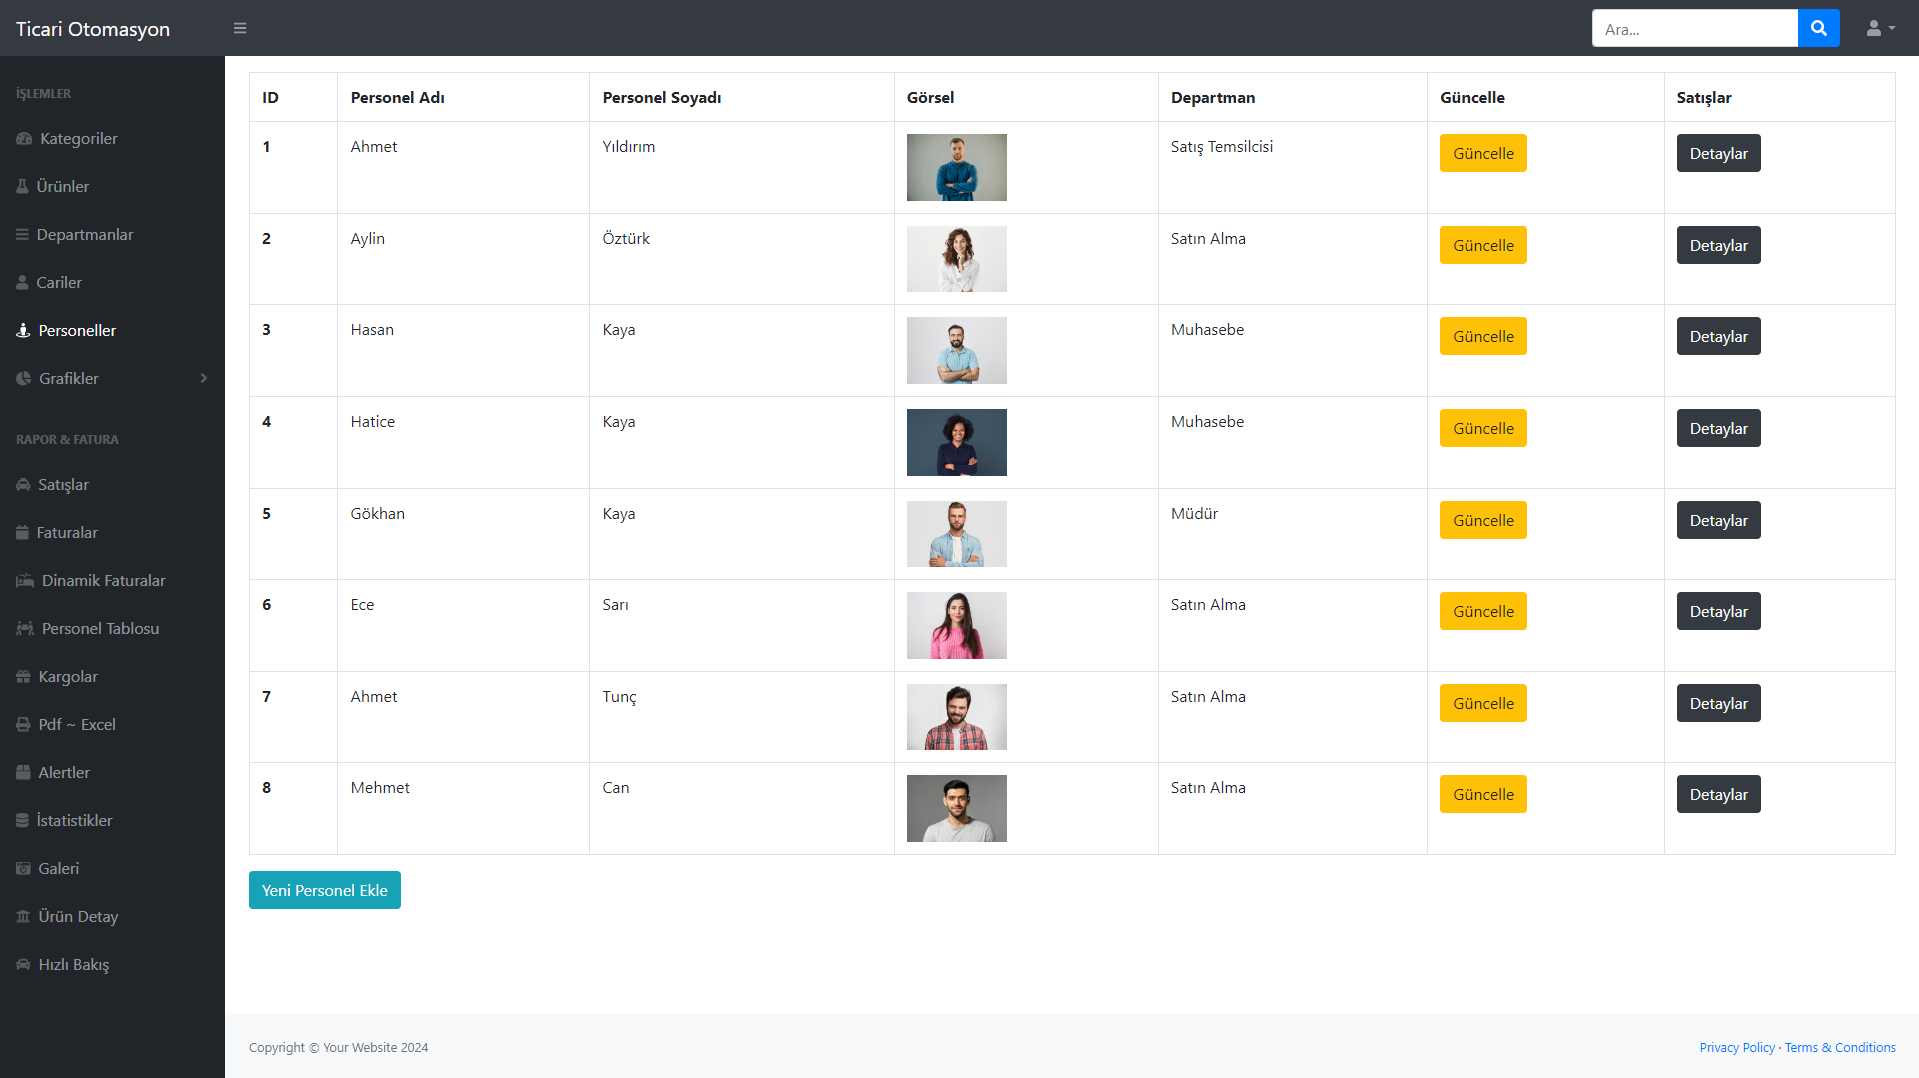 Ticari Otomasyon
Ara...
İŞLEMLER
Kategoriler
Ürünler
Departmanlar
Cariler
Personeller
Grafikler
RAPOR & FATURA
Satışlar
Faturalar
Dinamik Faturalar
Personel Tablosu
Kargolar
Pdf ~ Excel
Alertler
İstatistikler
Galeri
Ürün Detay
Hızlı Bakış
ID Personel Adı Personel Soyadı Görsel Departman Güncelle Satışlar
1 Ahmet Yıldırım Satış Temsilcisi Güncelle Detaylar
2 Aylin Öztürk Satın Alma Güncelle Detaylar
3 Hasan Kaya Muhasebe Güncelle Detaylar
4 Hatice Kaya Muhasebe Güncelle Detaylar
5 Gökhan Kaya Müdür Güncelle Detaylar
6 Ece Sarı Satın Alma Güncelle Detaylar
7 Ahmet Tunç Satın Alma Güncelle Detaylar
8 Mehmet Can Satın Alma Güncelle Detaylar
Yeni Personel Ekle
Copyright © Your Website 2024
Privacy Policy · Terms & Conditions